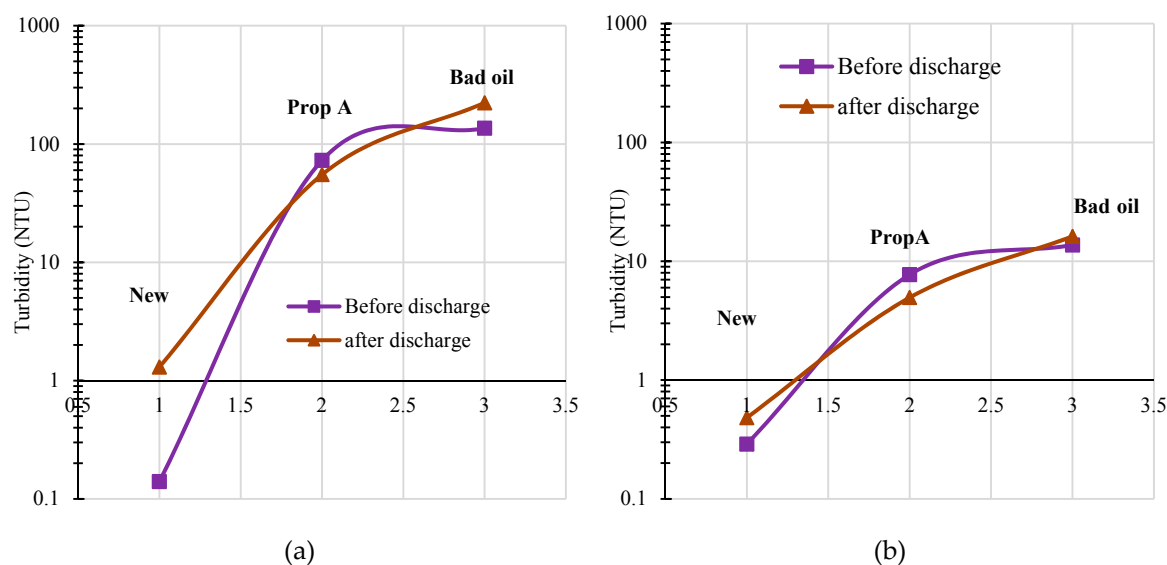 1000
100
10
1
0.1
Turbidity (NTU)
0.5
1
1.5
2
2.5
3
3.5
New
Prop A
Bad oil
Before discharge
after discharge
(a)
1000
100
10
1
0.1
Turbidity (NTU)
0.5
1
1.5
2
2.5
3
3.5
Before discharge
after discharge
New
PropA
Bad oil
(b)